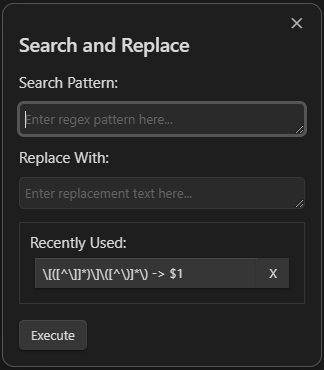 Search and Replace
Search Pattern:
Enter regex pattern here...
Replace With:
Enter replacement text here...
Recently Used:
\[([^\]]*)\]\([^\)]*\) -> $1 X
Execute